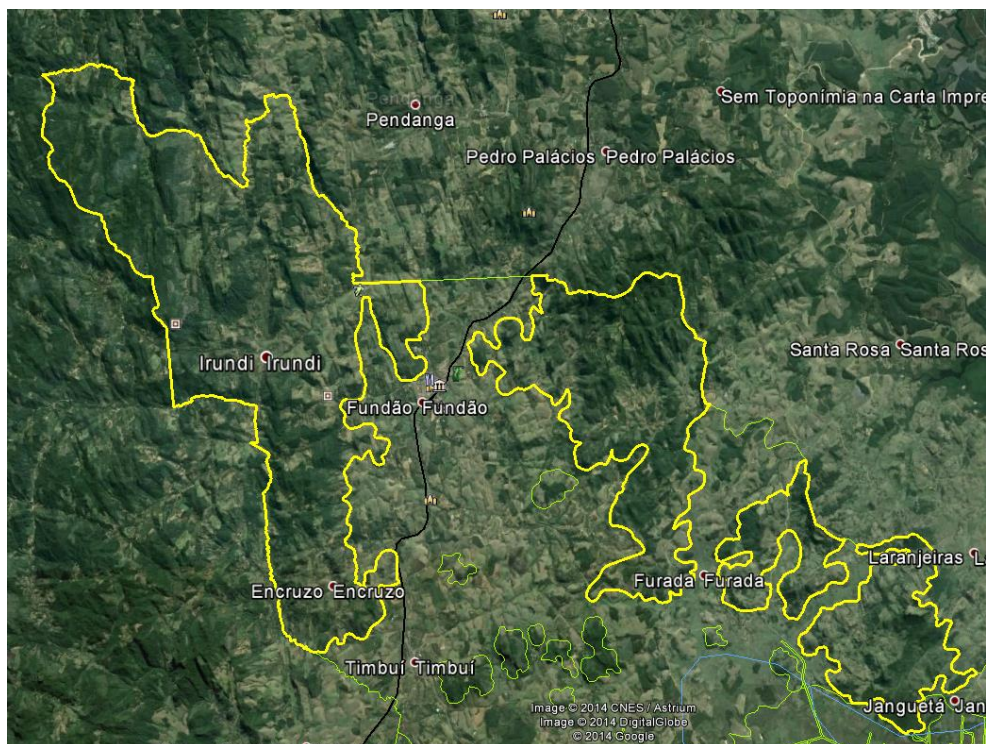 Pendanga
Pendanga
Sem Toponímia na Carta Impre
Pedro Palácios Pedro Palácios
Santa Rosa Santa Ros
Irundi Irundi
Fundão Fundão
Laranjeiras L
Encruzo Encruzo
Furada Furada
Timbuí Timbuí
Janguetá Jan
Image © 2014 CNES / Astrium
Image © 2014 DigitalGlobe
© 2014 Google